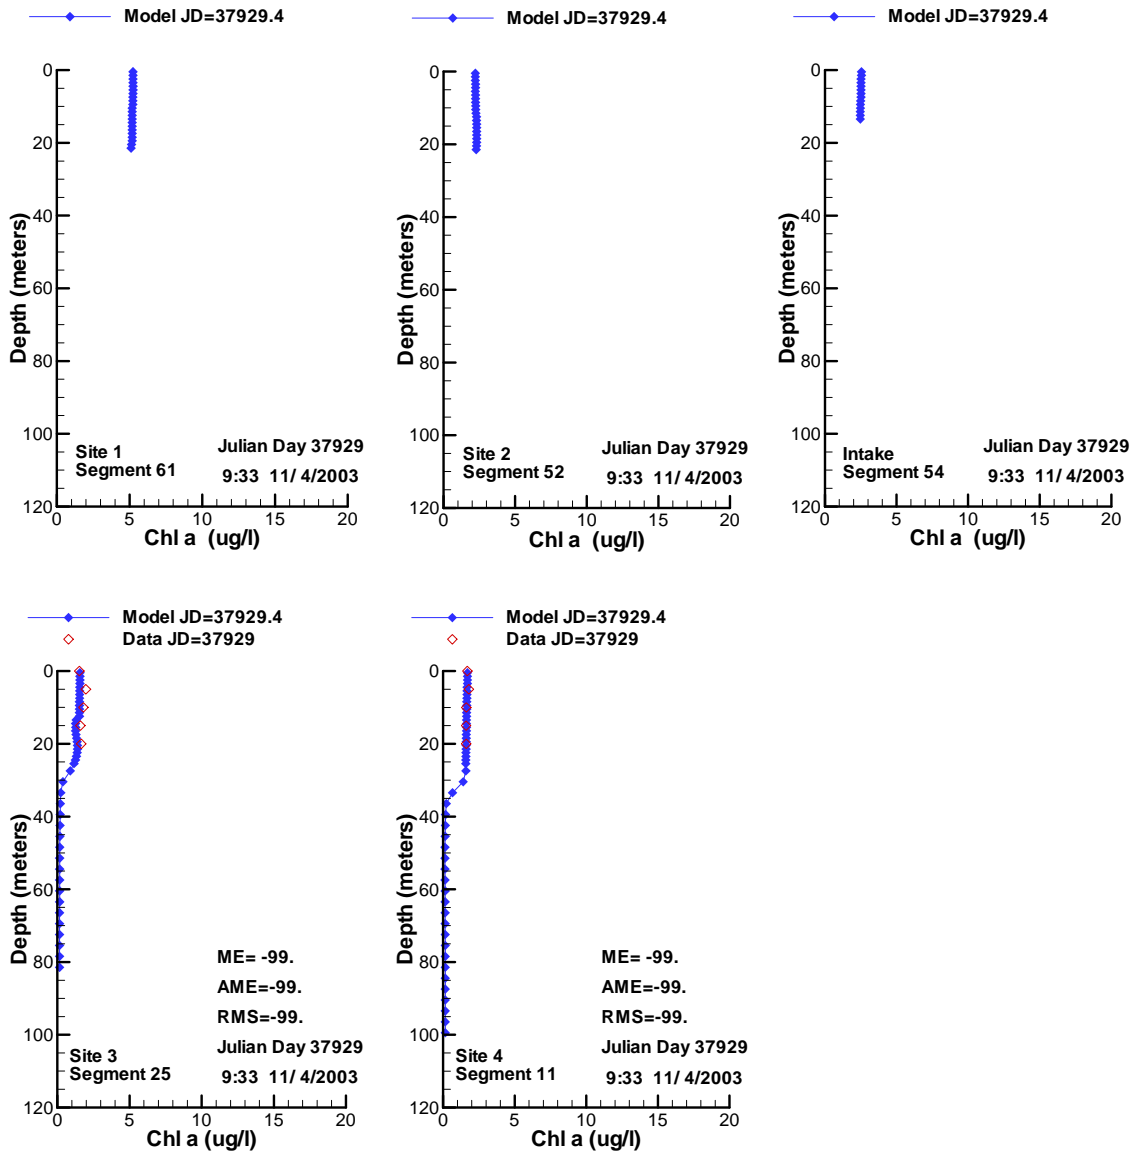 Model JD=37929.4
0
20
40
60
80
100
120
Depth (meters)
0 5 10 15 20
Chl a (ug/l)
Site 1
Segment 61
Julian Day 37929
9:33 11/ 4/2003
Model JD=37929.4
0
20
40
60
80
100
120
Depth (meters)
0 5 10 15 20
Chl a (ug/l)
Site 2
Segment 52
Julian Day 37929
9:33 11/ 4/2003
Model JD=37929.4
0
20
40
60
80
100
120
Depth (meters)
0 5 10 15 20
Chl a (ug/l)
Intake
Segment 54
Julian Day 37929
9:33 11/ 4/2003
Model JD=37929.4
Data JD=37929
0
20
40
60
80
100
120
Depth (meters)
0 5 10 15 20
Chl a (ug/l)
ME= -99.
AME=-99.
RMS=-99.
Site 3
Segment 25
Julian Day 37929
9:33 11/ 4/2003
Model JD=37929.4
Data JD=37929
0
20
40
60
80
100
120
Depth (meters)
0 5 10 15 20
Chl a (ug/l)
ME= -99.
AME=-99.
RMS=-99.
Site 4
Segment 11
Julian Day 37929
9:33 11/ 4/2003